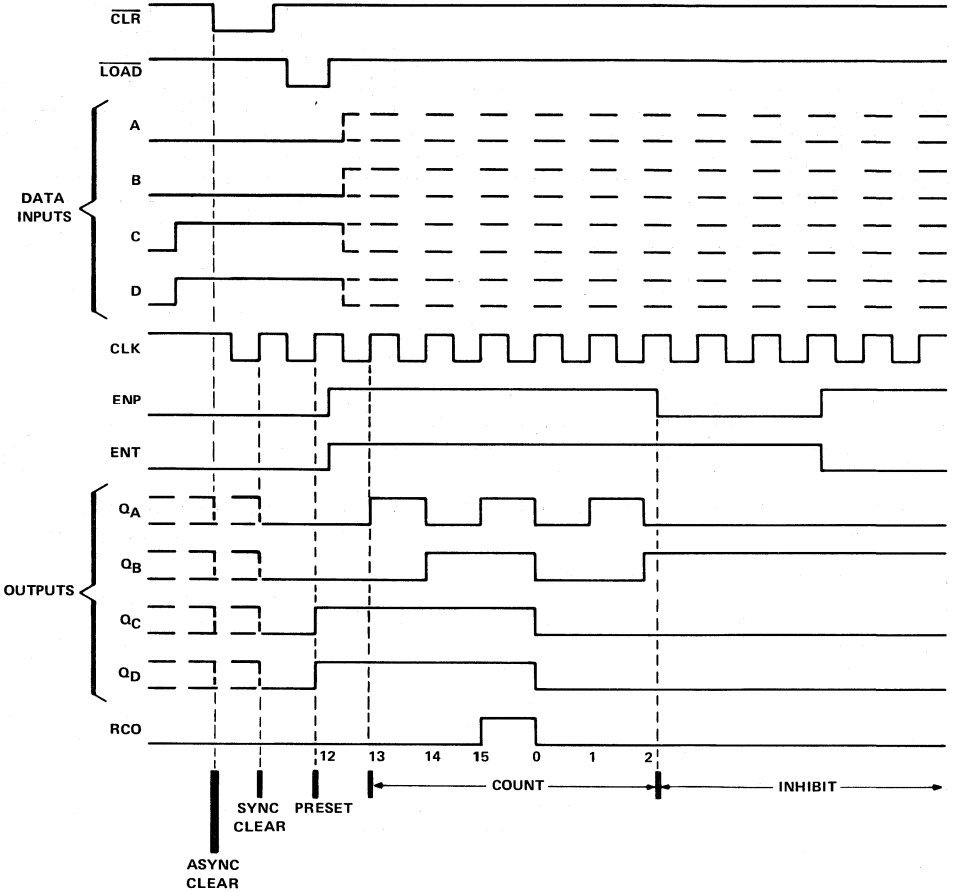 CLR
LOAD
A
B
DATA
INPUTS
C
D
CLK
ENP
ENT
QA
QB
OUTPUTS
QC
QD
RCO
12 13 14 15 0 1 2
COUNT
INHIBIT
SYNC
CLEAR
PRESET
ASYNC
CLEAR